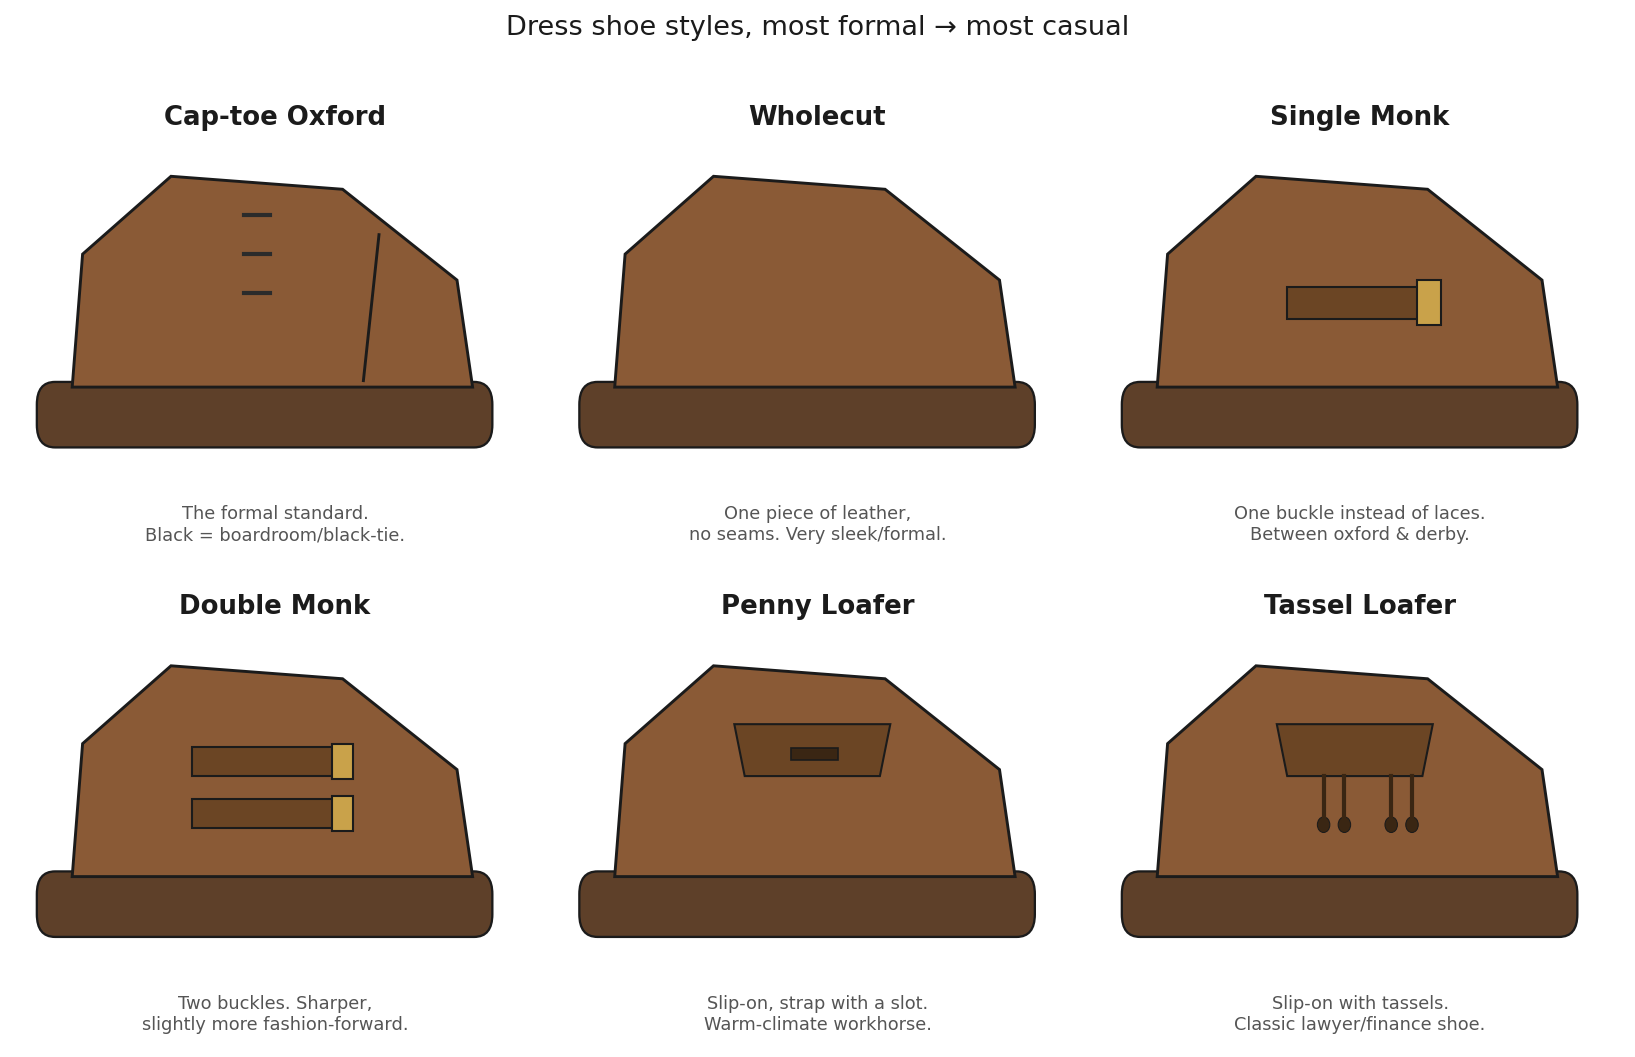 Dress shoe styles, most formal → most casual
Cap-toe Oxford
The formal standard.
Black = boardroom/black-tie.
Wholecut
One piece of leather,
no seams. Very sleek/formal.
Single Monk
One buckle instead of laces.
Between oxford & derby.
Double Monk
Two buckles. Sharper,
slightly more fashion-forward.
Penny Loafer
Slip-on, strap with a slot.
Warm-climate workhorse.
Tassel Loafer
Slip-on with tassels.
Classic lawyer/finance shoe.